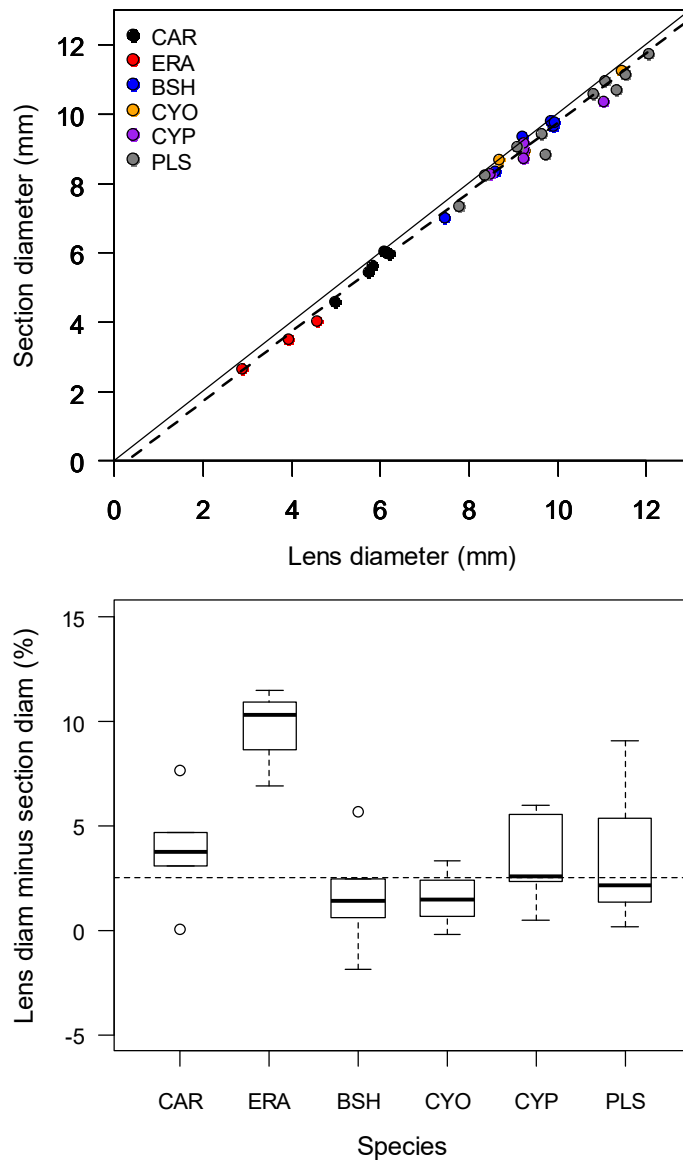 12
10
8
6
4
2
0
Section diameter (mm)
CAR
ERA
BSH
CYO
CYP
PLS
0 2 4 6 8 10 12
Lens diameter (mm)
15
10
5
0
-5
Lens diam minus section diam (%)
CAR ERA BSH CYO CYP PLS
Species